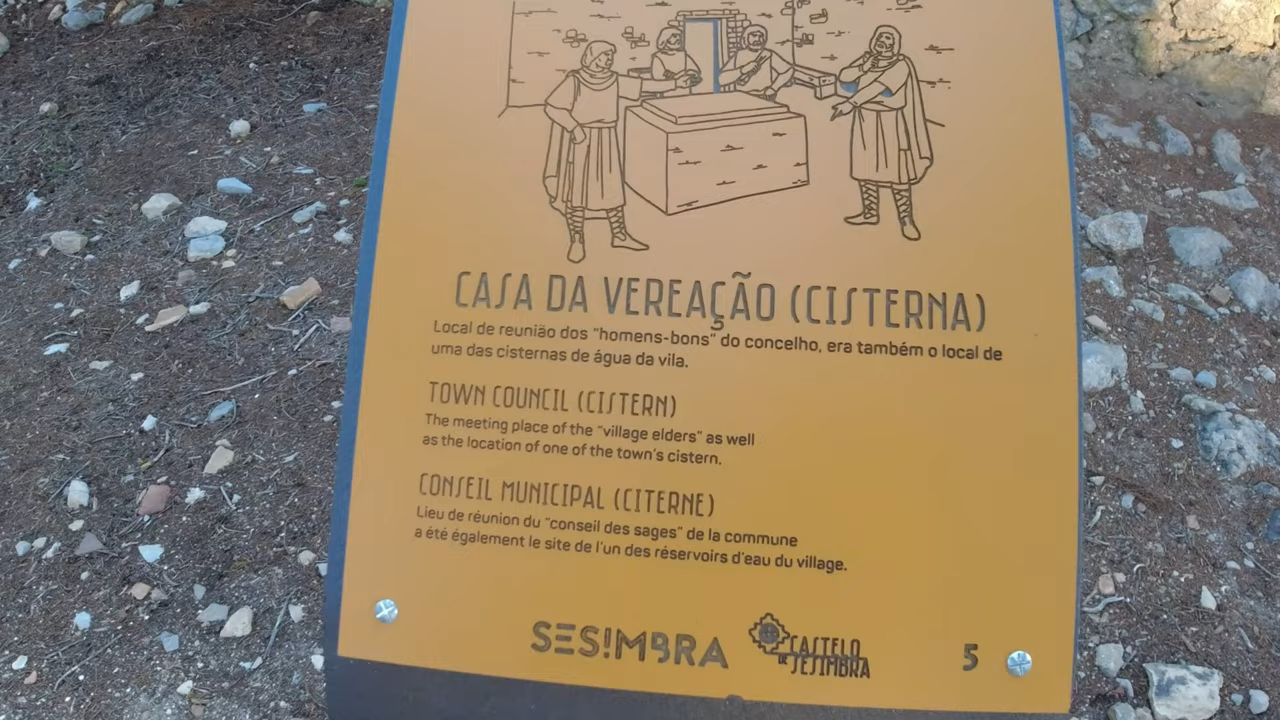 CASA DA VEREAÇÃO (CISTERNA)
Local de reunião dos "homens-bons" do concelho, era também o local de
uma das cisternas de água da vila.
TOWN COUNCIL (CISTERN)
The meeting place of the "village elders" as well
as the location of one of the town's cistern.
CONSEIL MUNICIPAL (CITERNE)
Lieu de réunion du "conseil des sages" de la commune
a été également le site de l'un des réservoirs d'eau du village.
SES!MBRA
CASTELO
DE SESIMBRA
5